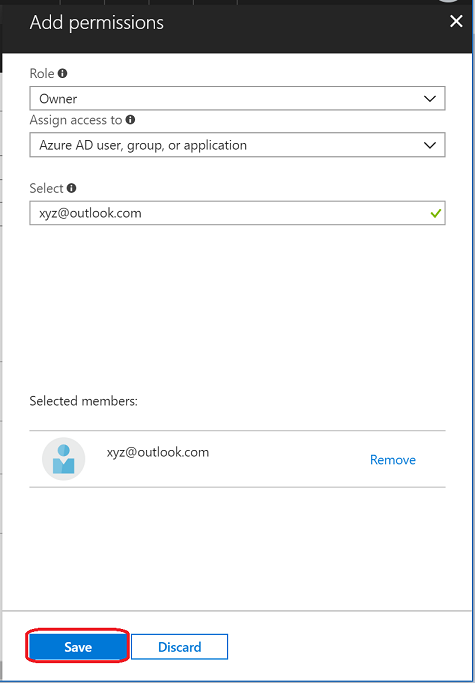 Add permissions
Role
Owner
Assign access to
Azure AD user, group, or application
Select
xyz@outlook.com
Selected members:
xyz@outlook.com
Remove
Save Discard